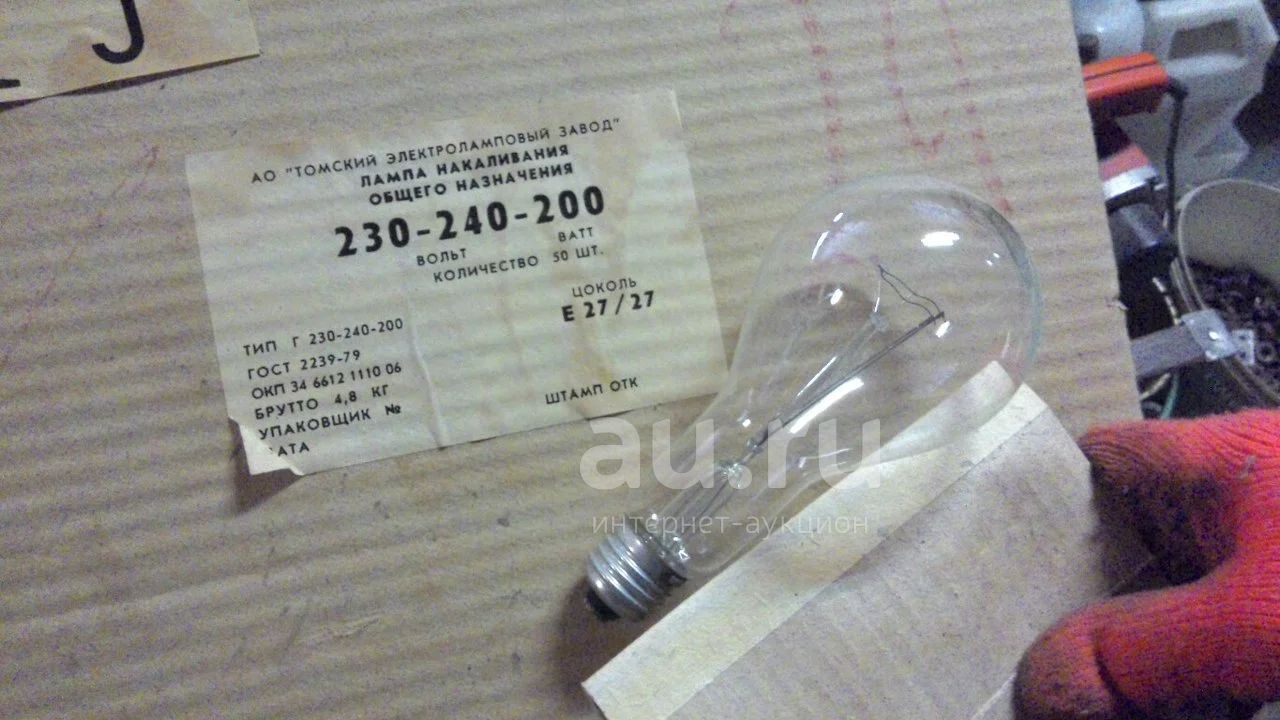 J
АО "ТОМСКИЙ ЭЛЕКТРОЛАМПОВЫЙ ЗАВОД"
ЛАМПА НАКАЛИВАНИЯ
ОБЩЕГО НАЗНАЧЕНИЯ
230-240-200
ВОЛЬТ ВАТТ
КОЛИЧЕСТВО 50 ШТ.
ЦОКОЛЬ
Е 27/27
ТИП Г 230-240-200
ГОСТ 2239-79
ОКП 34 6612 1110 06
БРУТТО 4,8 КГ
УПАКОВЩИК №
АТА
ШТАМП ОТК
au.ru
интернет-аукцион